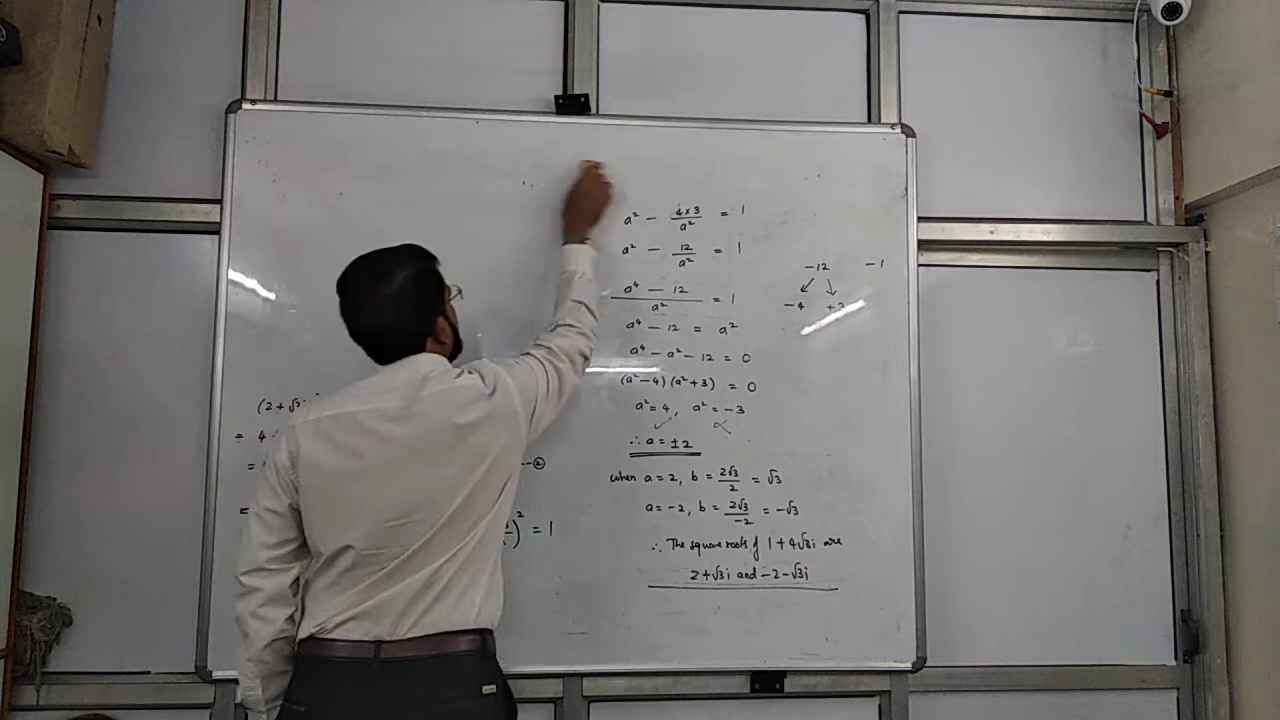 (2+√3i
= 4
=
=
--②
)² = 1
a² - 4×3/a² = 1
a² - 12/a² = 1
(a⁴ - 12)/a² = 1
a⁴ - 12 = a²
a⁴ - a² - 12 = 0
(a²-4)(a²+3) = 0
a²=4, a² = -3
∴ a = ±2
when a = 2, b = 2√3/2 = √3
a = -2, b = 2√3/-2 = -√3
∴ The square roots of 1 + 4√3i are
2+√3i and -2-√3i
-12 -1
-4